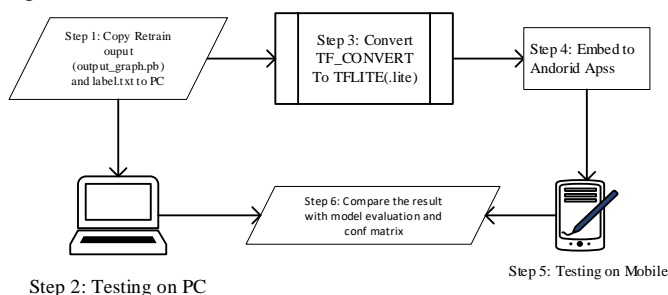 Step 1: Copy Retrain
ouput
(output_graph.pb)
and label.txt to PC
Step 3: Convert
TF_CONVERT
To TFLITE(.lite)
Step 4: Embed to
Andorid Apss
Step 6: Compare the result
with model evaluation and
conf matrix
Step 5: Testing on Mobile
Step 2: Testing on PC